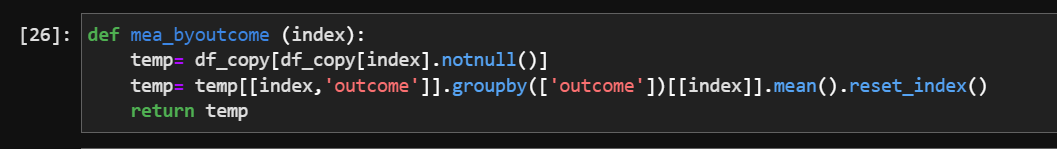 [26]: def mea_byoutcome (index):
temp= df_copy[df_copy[index].notnull()]
temp= temp[[index,'outcome']].groupby(['outcome'])[[index]].mean().reset_index()
return temp